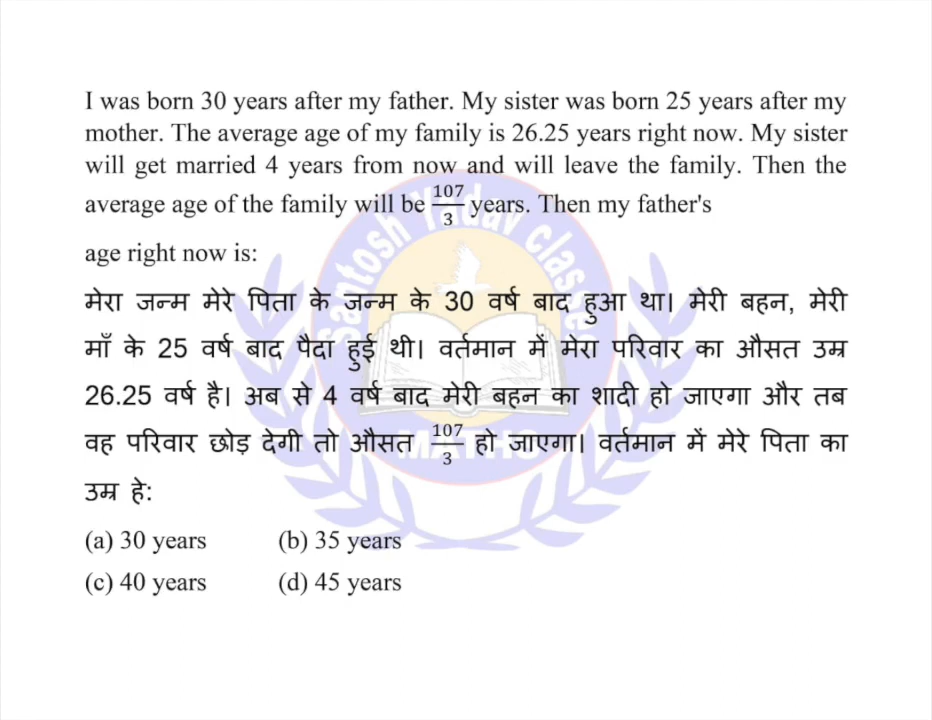 I was born 30 years after my father. My sister was born 25 years after my
mother. The average age of my family is 26.25 years right now. My sister
will get married 4 years from now and will leave the family. Then the
average age of the family will be 107/3 years. Then my father's
age right now is:
मेरा जन्म मेरे पिता के जन्म के 30 वर्ष बाद हुआ था। मेरी बहन, मेरी
माँ के 25 वर्ष बाद पैदा हुई थी। वर्तमान में मेरा परिवार का औसत उम्र
26.25 वर्ष है। अब से 4 वर्ष बाद मेरी बहन का शादी हो जाएगा और तब
वह परिवार छोड़ देगी तो औसत 107/3 हो जाएगा। वर्तमान में मेरे पिता का
उम्र हे:
(a) 30 years (b) 35 years
(c) 40 years (d) 45 years
Santosh Yadav classes
MATHS